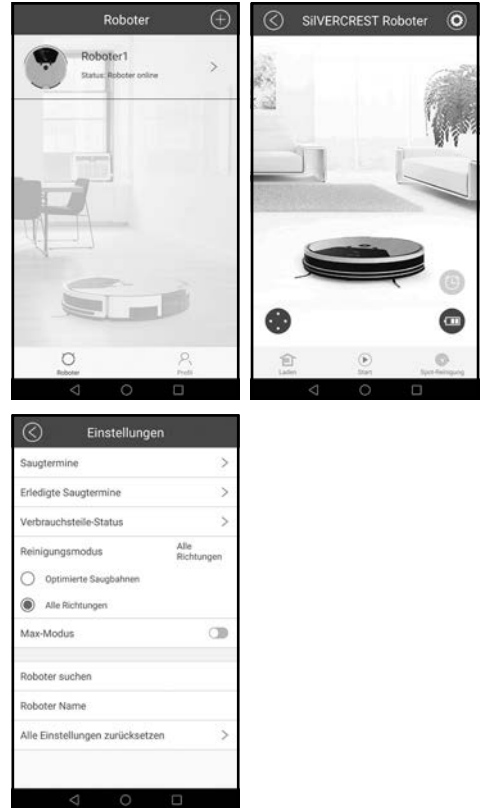 Roboter
Roboter1
Status: Roboter online
Roboter
Profil
SilVERCREST Roboter
Laden
Start
Spot-Reinigung
Einstellungen
Saugtermine
Erledigte Saugtermine
Verbrauchsteile-Status
Reinigungsmodus
Alle
Richtungen
Optimierte Saugbahnen
Alle Richtungen
Max-Modus
Roboter suchen
Roboter Name
Alle Einstellungen zurücksetzen